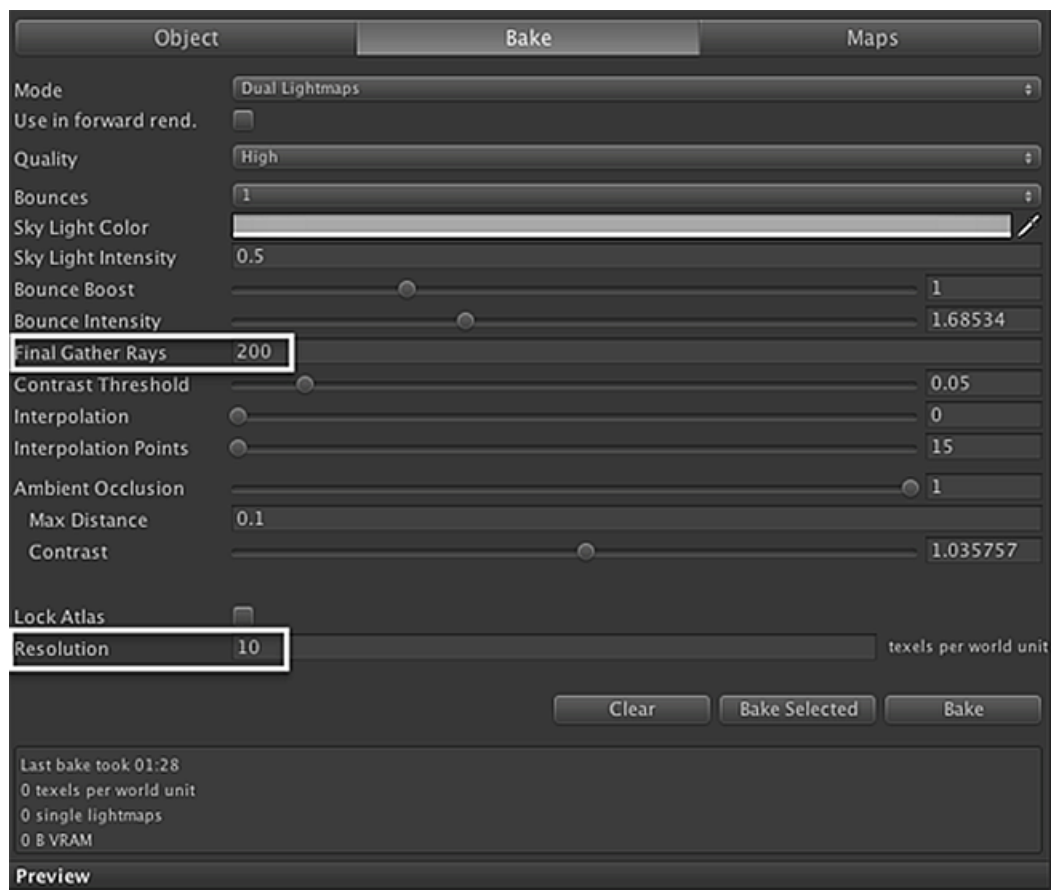 Object Bake Maps
Mode Dual Lightmaps
Use in forward rend.
Quality High
Bounces 1
Sky Light Color
Sky Light Intensity 0.5
Bounce Boost 1
Bounce Intensity 1.68534
Final Gather Rays 200
Contrast Threshold 0.05
Interpolation 0
Interpolation Points 15
Ambient Occlusion 1
Max Distance 0.1
Contrast 1.035757
Lock Atlas
Resolution 10 texels per world unit
Clear Bake Selected Bake
Last bake took 01:28
0 texels per world unit
0 single lightmaps
0 B VRAM
Preview